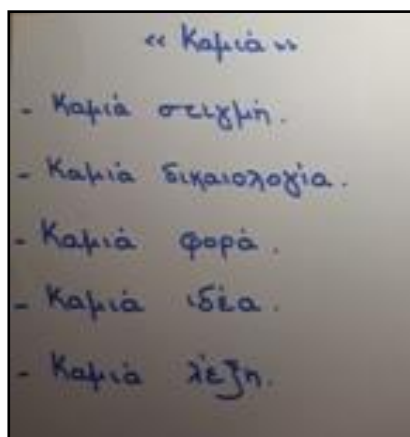 « Καμιά »
- Καμιά στιγμή.
- Καμιά δικαιολογία.
- Καμιά φορά.
- Καμιά ιδέα.
- Καμιά λέξη.